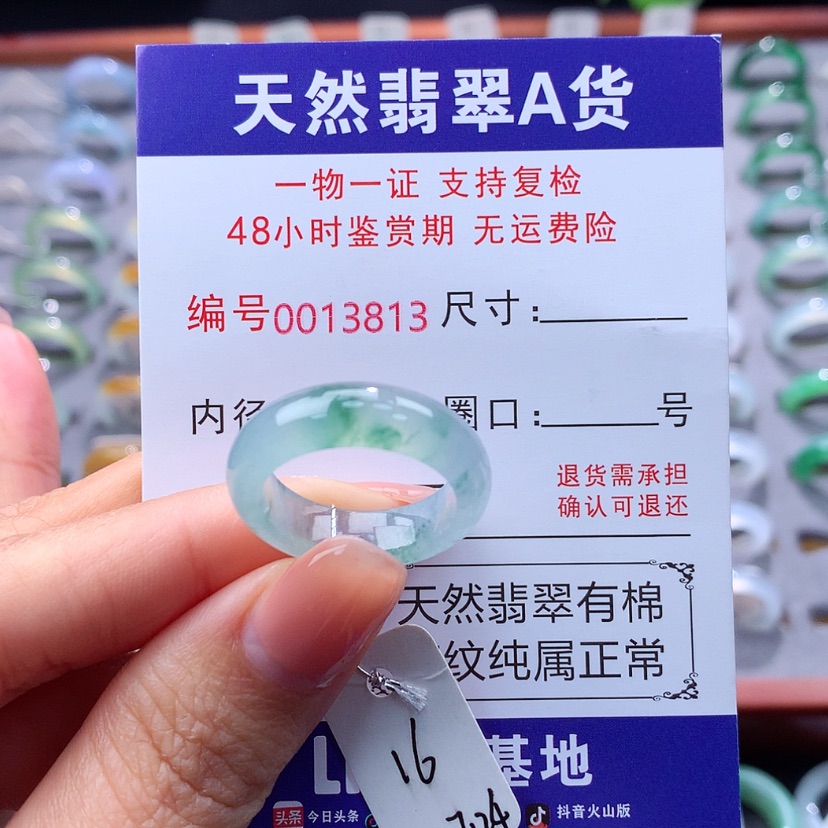 天然翡翠A货
一物一证 支持复检
48小时鉴赏期 无运费险
编号0013813 尺寸:
内径 圈口: 号
退货需承担
确认可退还
天然翡翠有棉
纹纯属正常
基地
16
头条 今日头条 抖音火山版